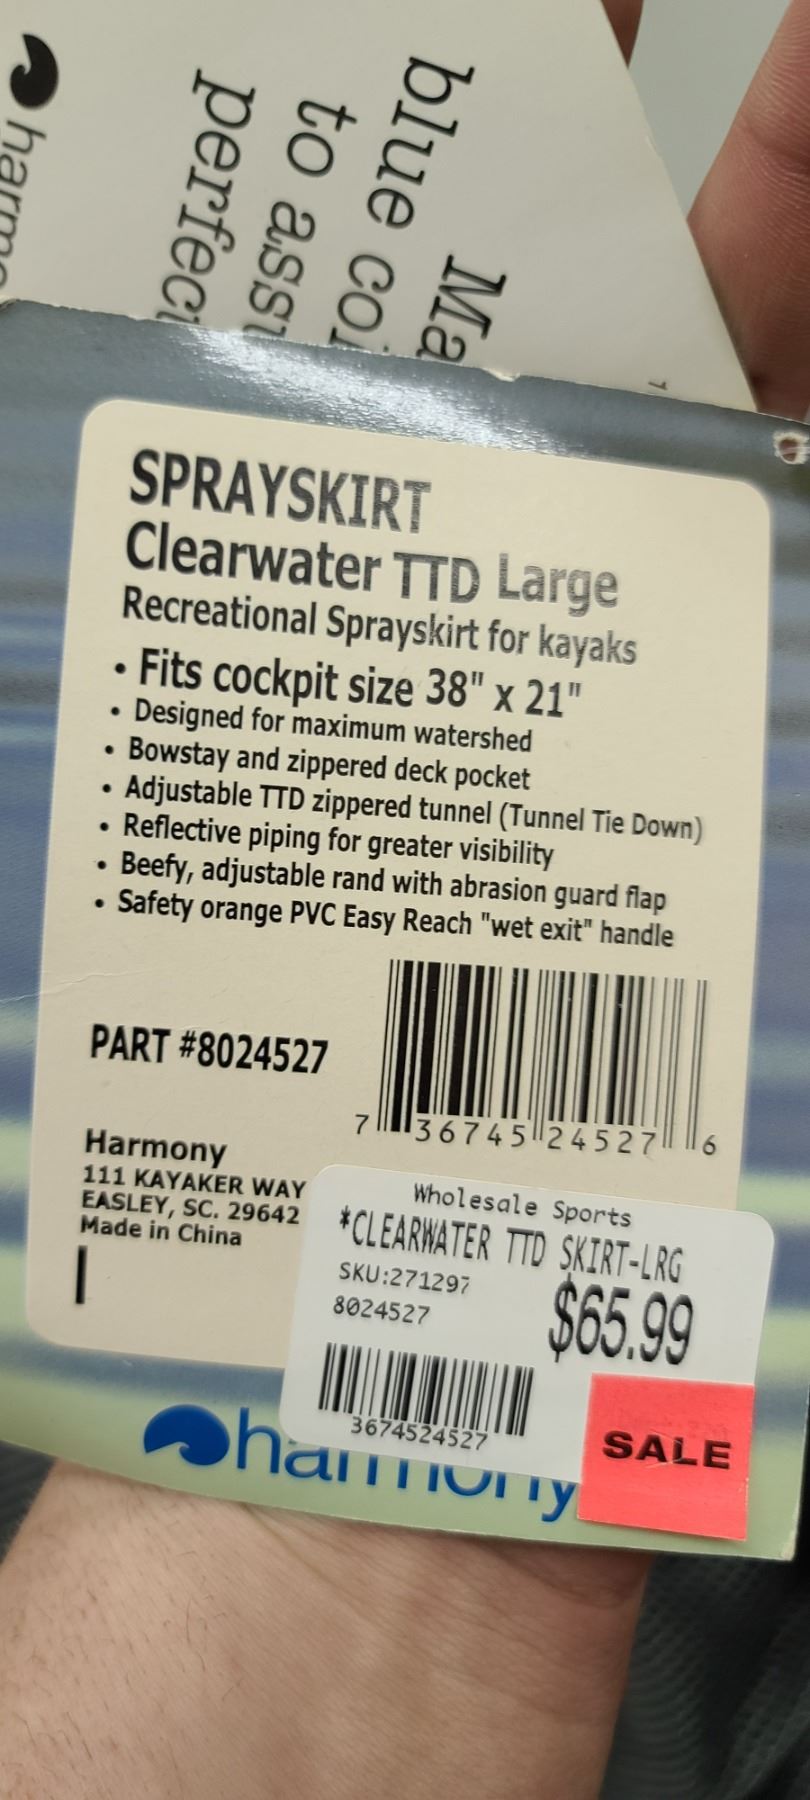 harmo
blue co
to ass
perfec
Ma
SPRAYSKIRT
Clearwater TTD Large
Recreational Sprayskirt for kayaks
• Fits cockpit size 38" x 21"
• Designed for maximum watershed
• Bowstay and zippered deck pocket
• Adjustable TTD zippered tunnel (Tunnel Tie Down)
• Reflective piping for greater visibility
• Beefy, adjustable rand with abrasion guard flap
• Safety orange PVC Easy Reach "wet exit" handle
PART #8024527
7 36745 24527 6
Harmony
111 KAYAKER WAY
EASLEY, SC. 29642
Made in China
I
Wholesale Sports
*CLEARWATER TTD SKIRT-LRG
SKU:271297
8024527
$65.99
3674524527
SALE
harmony